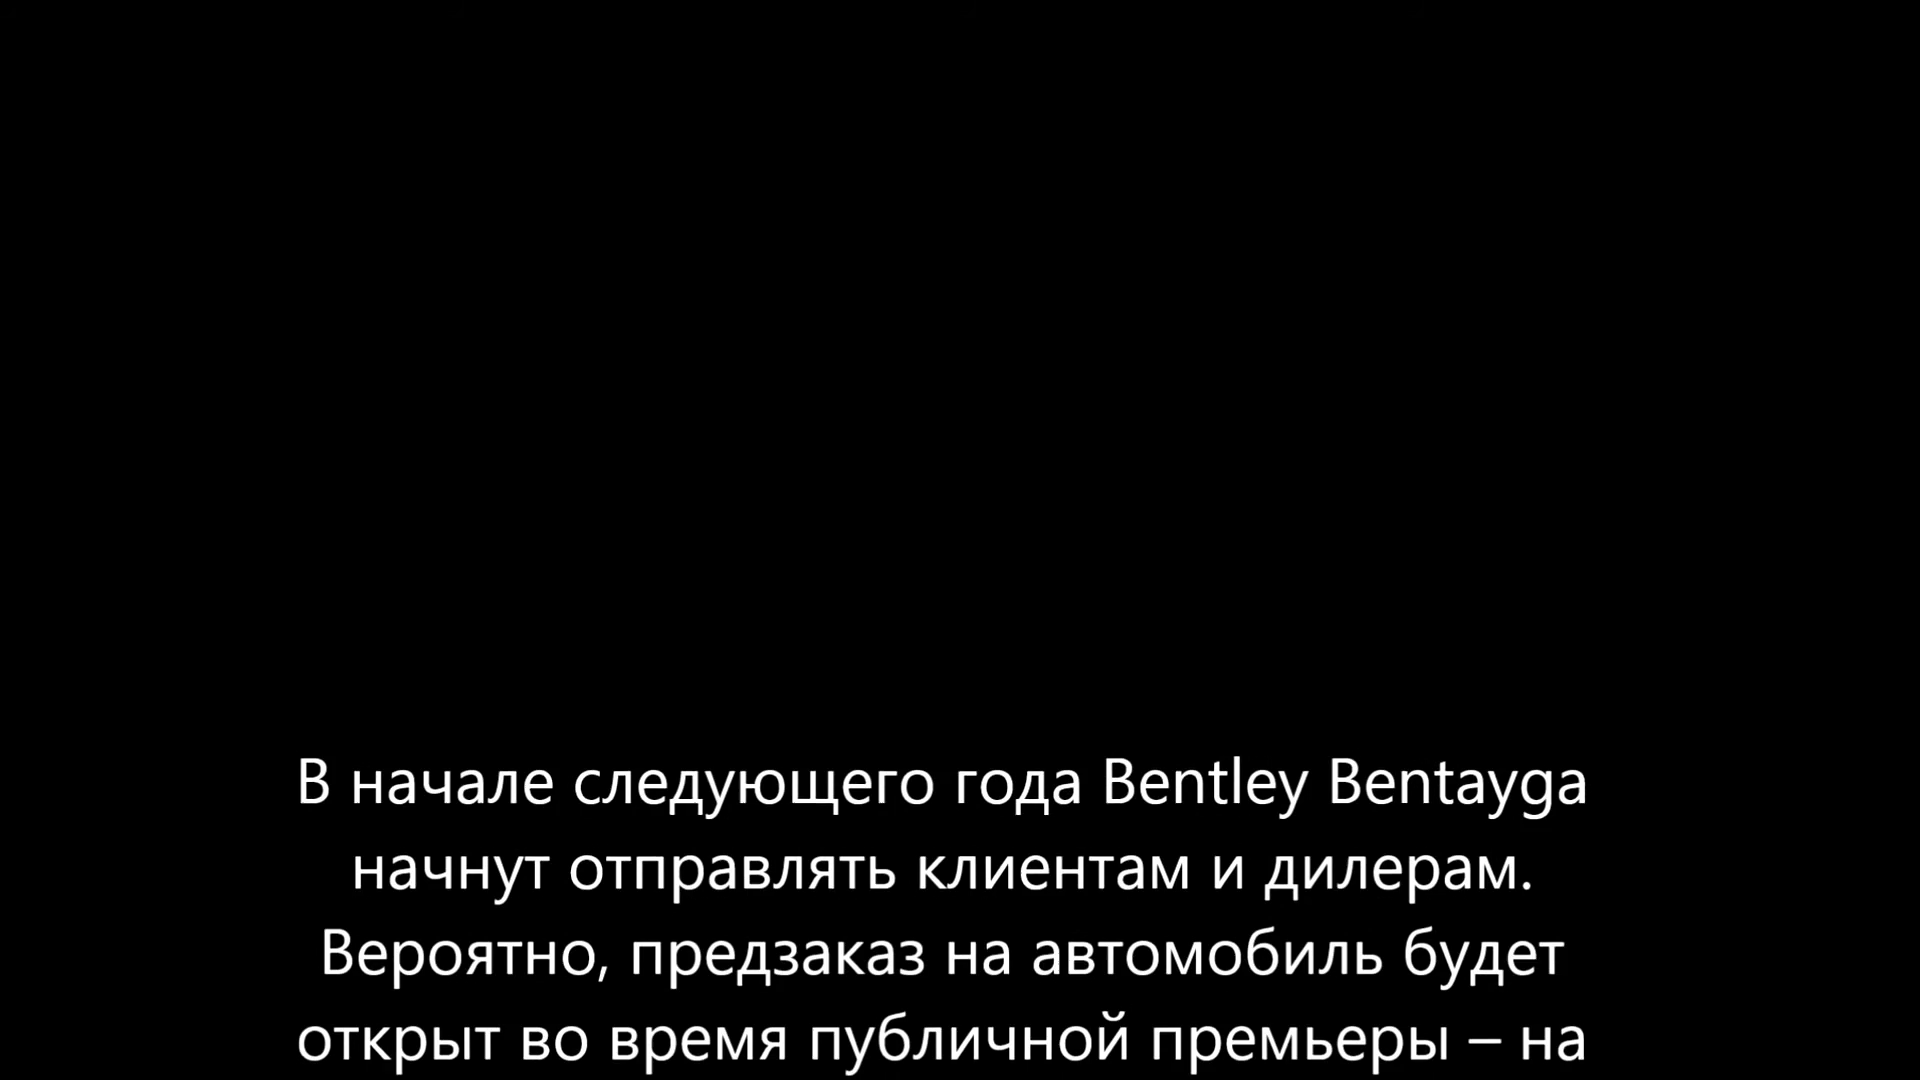 В начале следующего года Bentley Bentayga
начнут отправлять клиентам и дилерам.
Вероятно, предзаказ на автомобиль будет
открыт во время публичной премьеры – на